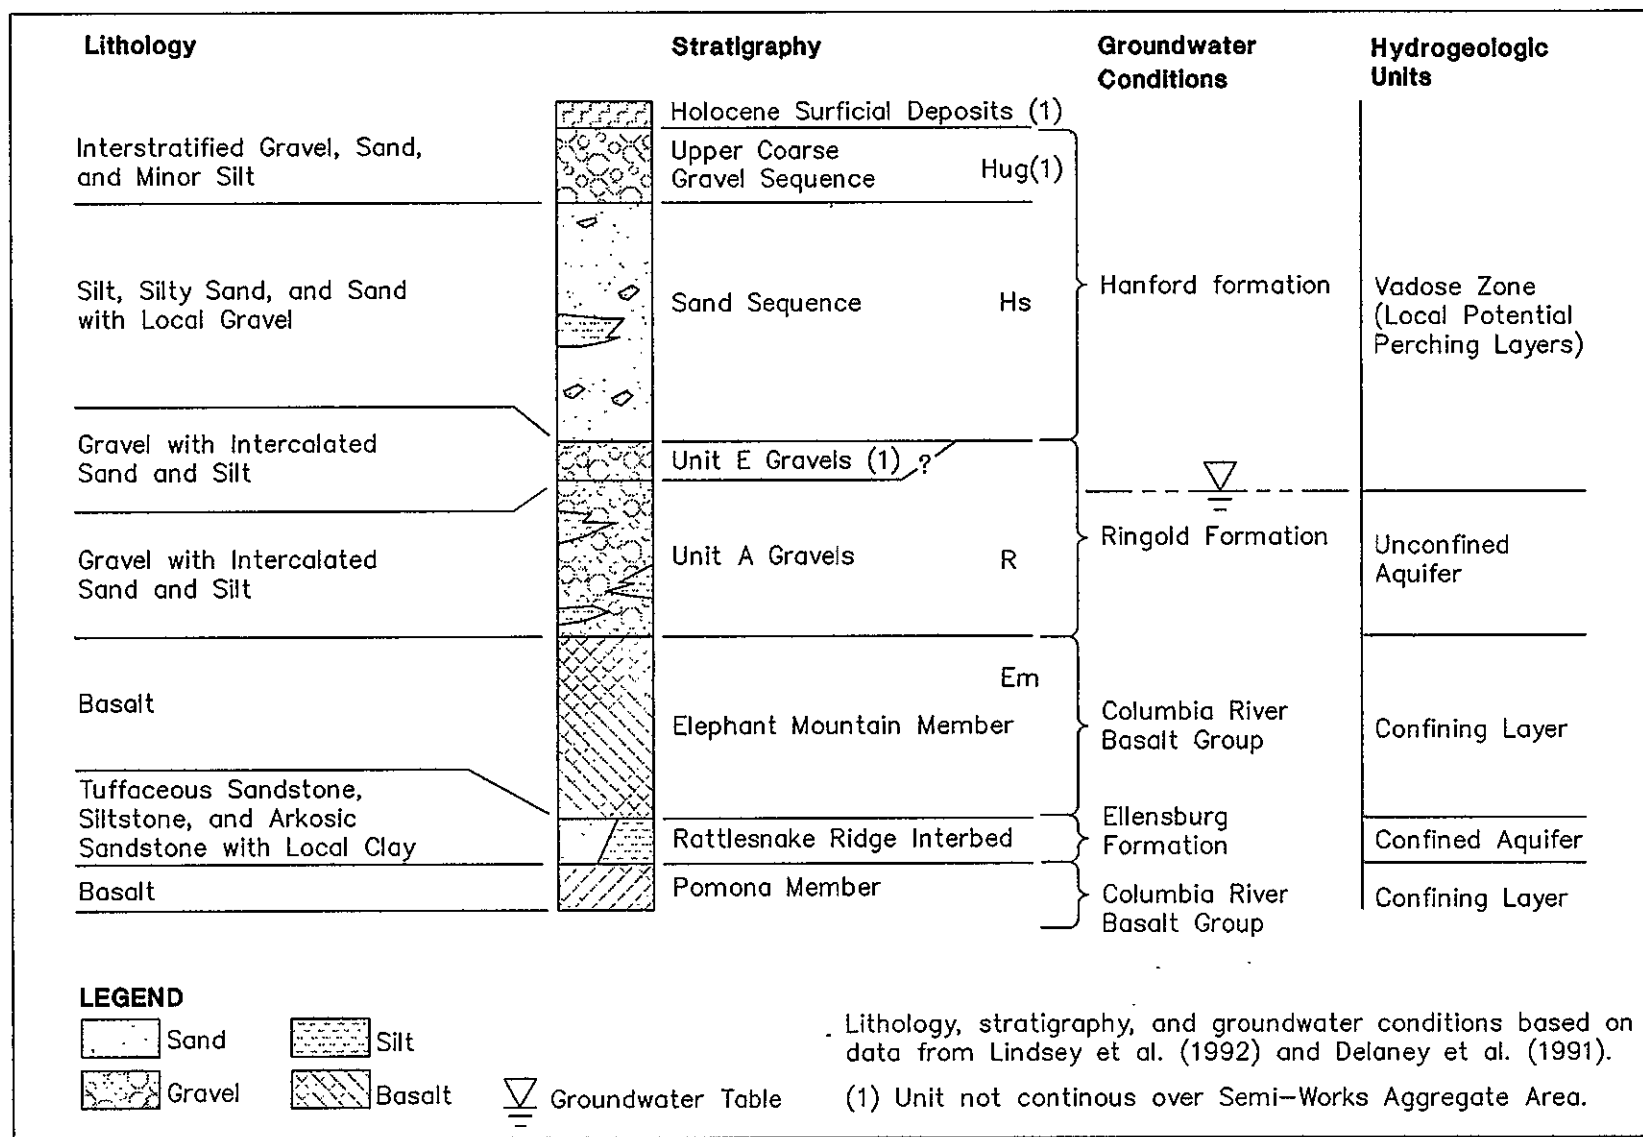 Lithology
Stratigraphy
Groundwater
Conditions
Hydrogeologic
Units
Holocene Surficial Deposits (1)
Interstratified Gravel, Sand,
and Minor Silt
Upper Coarse
Gravel Sequence
Hug(1)
Silt, Silty Sand, and Sand
with Local Gravel
Sand Sequence
Hs
Hanford formation
Vadose Zone
(Local Potential
Perching Layers)
Gravel with Intercalated
Sand and Silt
Unit E Gravels (1) ?
Gravel with Intercalated
Sand and Silt
Unit A Gravels
R
Ringold Formation
Unconfined
Aquifer
Basalt
Em
Elephant Mountain Member
Columbia River
Basalt Group
Confining Layer
Tuffaceous Sandstone,
Siltstone, and Arkosic
Sandstone with Local Clay
Rattlesnake Ridge Interbed
Ellensburg
Formation
Confined Aquifer
Basalt
Pomona Member
Columbia River
Basalt Group
Confining Layer
LEGEND
Sand
Silt
Gravel
Basalt
Groundwater Table
Lithology, stratigraphy, and groundwater conditions based on
data from Lindsey et al. (1992) and Delaney et al. (1991).
(1) Unit not continous over Semi-Works Aggregate Area.